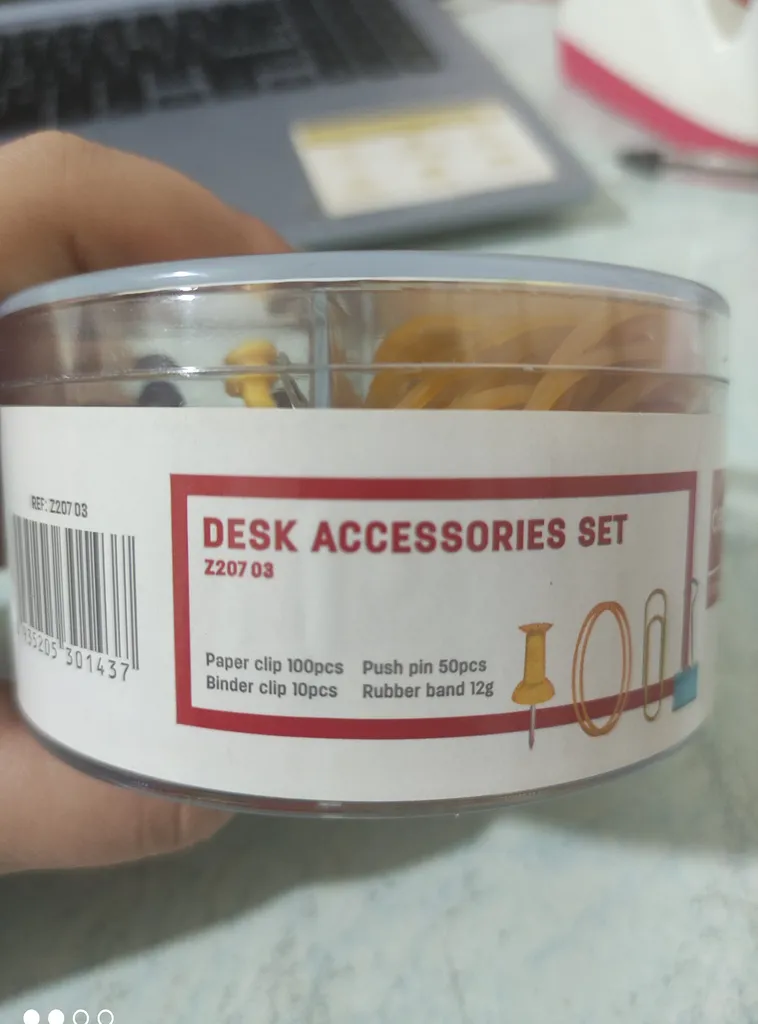 REF: Z207 03
935205 301437
DESK ACCESSORIES SET
Z207 03
Paper clip 100pcs Push pin 50pcs
Binder clip 10pcs Rubber band 12g